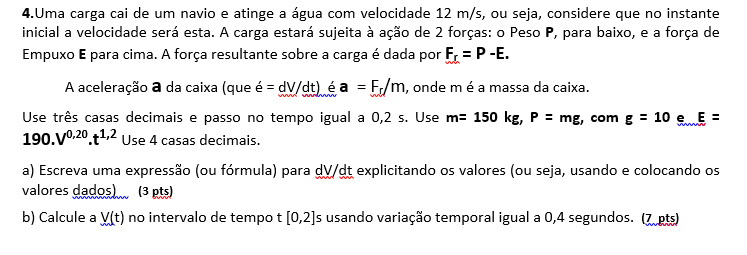 4.Uma carga cai de um navio e atinge a água com velocidade 12 m/s, ou seja, considere que no instante
inicial a velocidade será esta. A carga estará sujeita à ação de 2 forças: o Peso P, para baixo, e a força de
Empuxo E para cima. A força resultante sobre a carga é dada por Fr = P -E.
A aceleração a da caixa (que é = dV/dt) é a = Fr/m, onde m é a massa da caixa.
Use três casas decimais e passo no tempo igual a 0,2 s. Use m= 150 kg, P = mg, com g = 10 e E =
190.V^0,20.t^1,2 Use 4 casas decimais.
a) Escreva uma expressão (ou fórmula) para dV/dt explicitando os valores (ou seja, usando e colocando os
valores dados) (3 pts)
b) Calcule a V(t) no intervalo de tempo t [0,2]s usando variação temporal igual a 0,4 segundos. (7 pts)